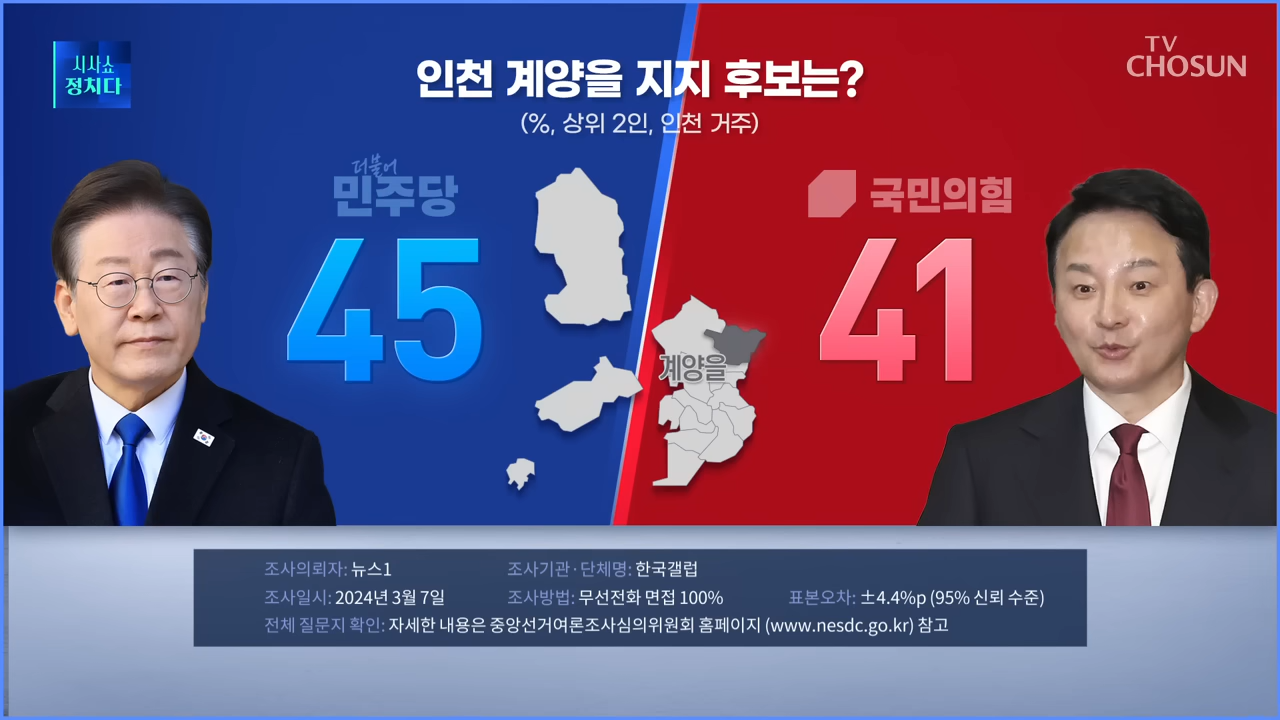 시사쇼
정치다
TV
CHOSUN
인천 계양을 지지 후보는?
(%, 상위 2인, 인천 거주)
더불어
민주당
국민의힘
45
41
계양을
조사의뢰자: 뉴스1 조사기관·단체명: 한국갤럽
조사일시: 2024년 3월 7일 조사방법: 무선전화 면접 100% 표본오차: ±4.4%p (95% 신뢰 수준)
전체 질문지 확인: 자세한 내용은 중앙선거여론조사심의위원회 홈페이지 (www.nesdc.go.kr) 참고